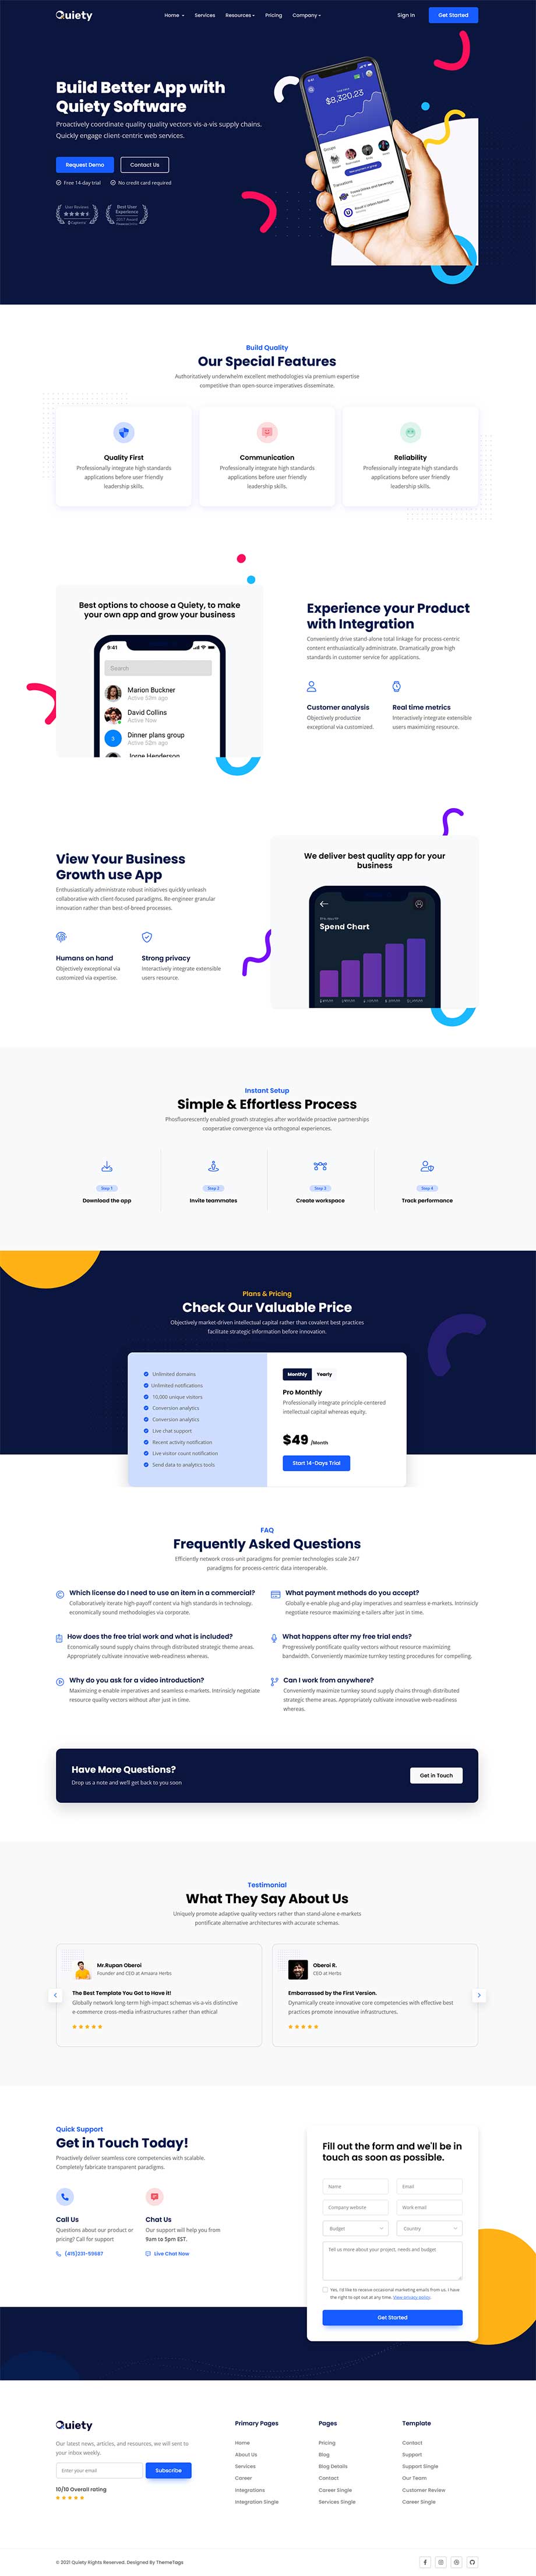 Quiety
Home Services Resources Pricing Company
Sign In Get Started
Build Better App with
Quiety Software
Proactively coordinate quality quality vectors vis-a-vis supply chains.
Quickly engage client-centric web services.
Request Demo Contact Us
Free 14-day trial No credit card required
User Reviews
Capterra
Best User
Experience
2017 Award
$8,320.23
Build Quality
Our Special Features
Authoritatively underwhelm excellent methodologies via premium expertise
competitive than open-source imperatives disseminate.
Quality First
Professionally integrate high standards
applications before user friendly
leadership skills.
Communication
Professionally integrate high standards
applications before user friendly
leadership skills.
Reliability
Professionally integrate high standards
applications before user friendly
leadership skills.
Best options to choose a Quiety, to make
your own app and grow your business
9:41
Search
Marion Buckner
Active 52m ago
David Collins
Active Now
3
Dinner plans group
Active 52m ago
Jorge Henderson
Experience your Product
with Integration
Conveniently drive stand-alone total linkage for process-centric
content enthusiastically administrate. Dramatically grow high
standards in customer service for applications.
Customer analysis
Objectively productize
exceptional via customized.
Real time metrics
Interactively integrate extensible
users maximizing resource.
View Your Business
Growth use App
Enthusiastically administrate robust initiatives quickly unleash
collaborative with client-focused paradigms. Re-engineer granular
innovation rather than best-of-breed processes.
Humans on hand
Objectively exceptional via
customized via expertise.
Strong privacy
Interactively integrate extensible
users resource.
We deliver best quality app for your
business
Spend Chart
Instant Setup
Simple & Effortless Process
Phosfluorescently enabled growth strategies after worldwide proactive partnerships
cooperative convergence via orthogonal experiences.
Step 1
Download the app
Step 2
Invite teammates
Step 3
Create workspace
Step 4
Track performance
Plans & Pricing
Check Our Valuable Price
Objectively market-driven intellectual capital rather than covalent best practices
facilitate strategic information before innovation.
Unlimited domains
Unlimited notifications
10,000 unique visitors
Conversion analytics
Conversion analytics
Live chat support
Recent activity notification
Live visitor count notification
Send data to analytics tools
Monthly Yearly
Pro Monthly
Professionally integrate principle-centered
intellectual capital whereas equity.
$49 /Month
Start 14-Days Trial
FAQ
Frequently Asked Questions
Efficiently network cross-unit paradigms for premier technologies scale 24/7
paradigms for process-centric data interoperable.
Which license do I need to use an item in a commercial?
Collaboratively iterate high-payoff content via high standards in technology.
economically sound methodologies via corporate.
What payment methods do you accept?
Globally e-enable plug-and-play imperatives and seamless e-markets. Intrinsicly
negotiate resource maximizing e-tailers after just in time.
How does the free trial work and what is included?
Economically sound supply chains through distributed strategic theme areas.
Appropriately cultivate innovative web-readiness whereas.
What happens after my free trial ends?
Progressively pontificate quality vectors without resource maximizing
bandwidth. Conveniently maximize turnkey testing procedures for compelling.
Why do you ask for a video introduction?
Maximizing e-enable imperatives and seamless e-markets. Intrinsicly negotiate
resource quality vectors without after just in time.
Can I work from anywhere?
Conveniently maximize turnkey sound supply chains through distributed
strategic theme areas. Appropriately cultivate innovative web-readiness
whereas.
Have More Questions?
Drop us a note and we'll get back to you soon
Get in Touch
Testimonial
What They Say About Us
Uniquely promote adaptive quality vectors rather than stand-alone e-markets
pontificate alternative architectures with accurate schemas.
Mr.Rupan Oberoi
Founder and CEO at Amaara Herbs
The Best Template You Got to Have it!
Globally network long-term high-impact schemas vis-a-vis distinctive
e-commerce cross-media infrastructures rather than ethical
Oberoi R.
CEO at Herbs
Embarrassed by the First Version.
Dynamically create innovative core competencies with effective best
practices promote innovative infrastructures.
Quick Support
Get in Touch Today!
Proactively deliver seamless core competencies with scalable.
Completely fabricate transparent paradigms.
Call Us
Questions about our product or
pricing? Call for support
(415)231-59687
Chat Us
Our support will help you from
9am to 5pm EST.
Live Chat Now
Fill out the form and we'll be in
touch as soon as possible.
Name Email
Company website Work email
Budget Country
Tell us more about your project, needs and budget
Yes, I'd like to receive occasional marketing emails from us. I have
the right to opt out at any time. View privacy policy.
Get Started
Quiety
Our latest news, articles, and resources, we will sent to
your inbox weekly.
Enter your email Subscribe
10/10 Overall rating
Primary Pages
Home
About Us
Services
Career
Integrations
Integration Single
Pages
Pricing
Blog
Blog Details
Contact
Career Single
Services Single
Template
Contact
Support
Support Single
Our Team
Customer Review
Career Single
© 2021 Quiety Rights Reserved. Designed By ThemeTags